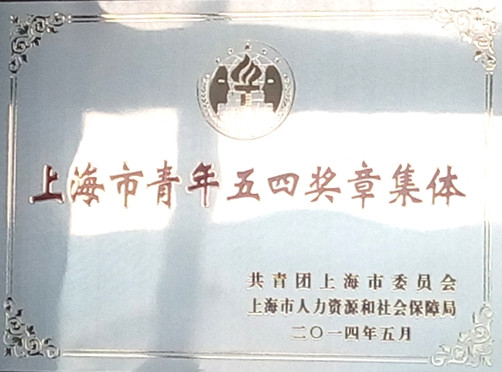 上海市青年五四奖章集体
共青团上海市委员会
上海市人力资源和社会保障局
二〇一四年五月